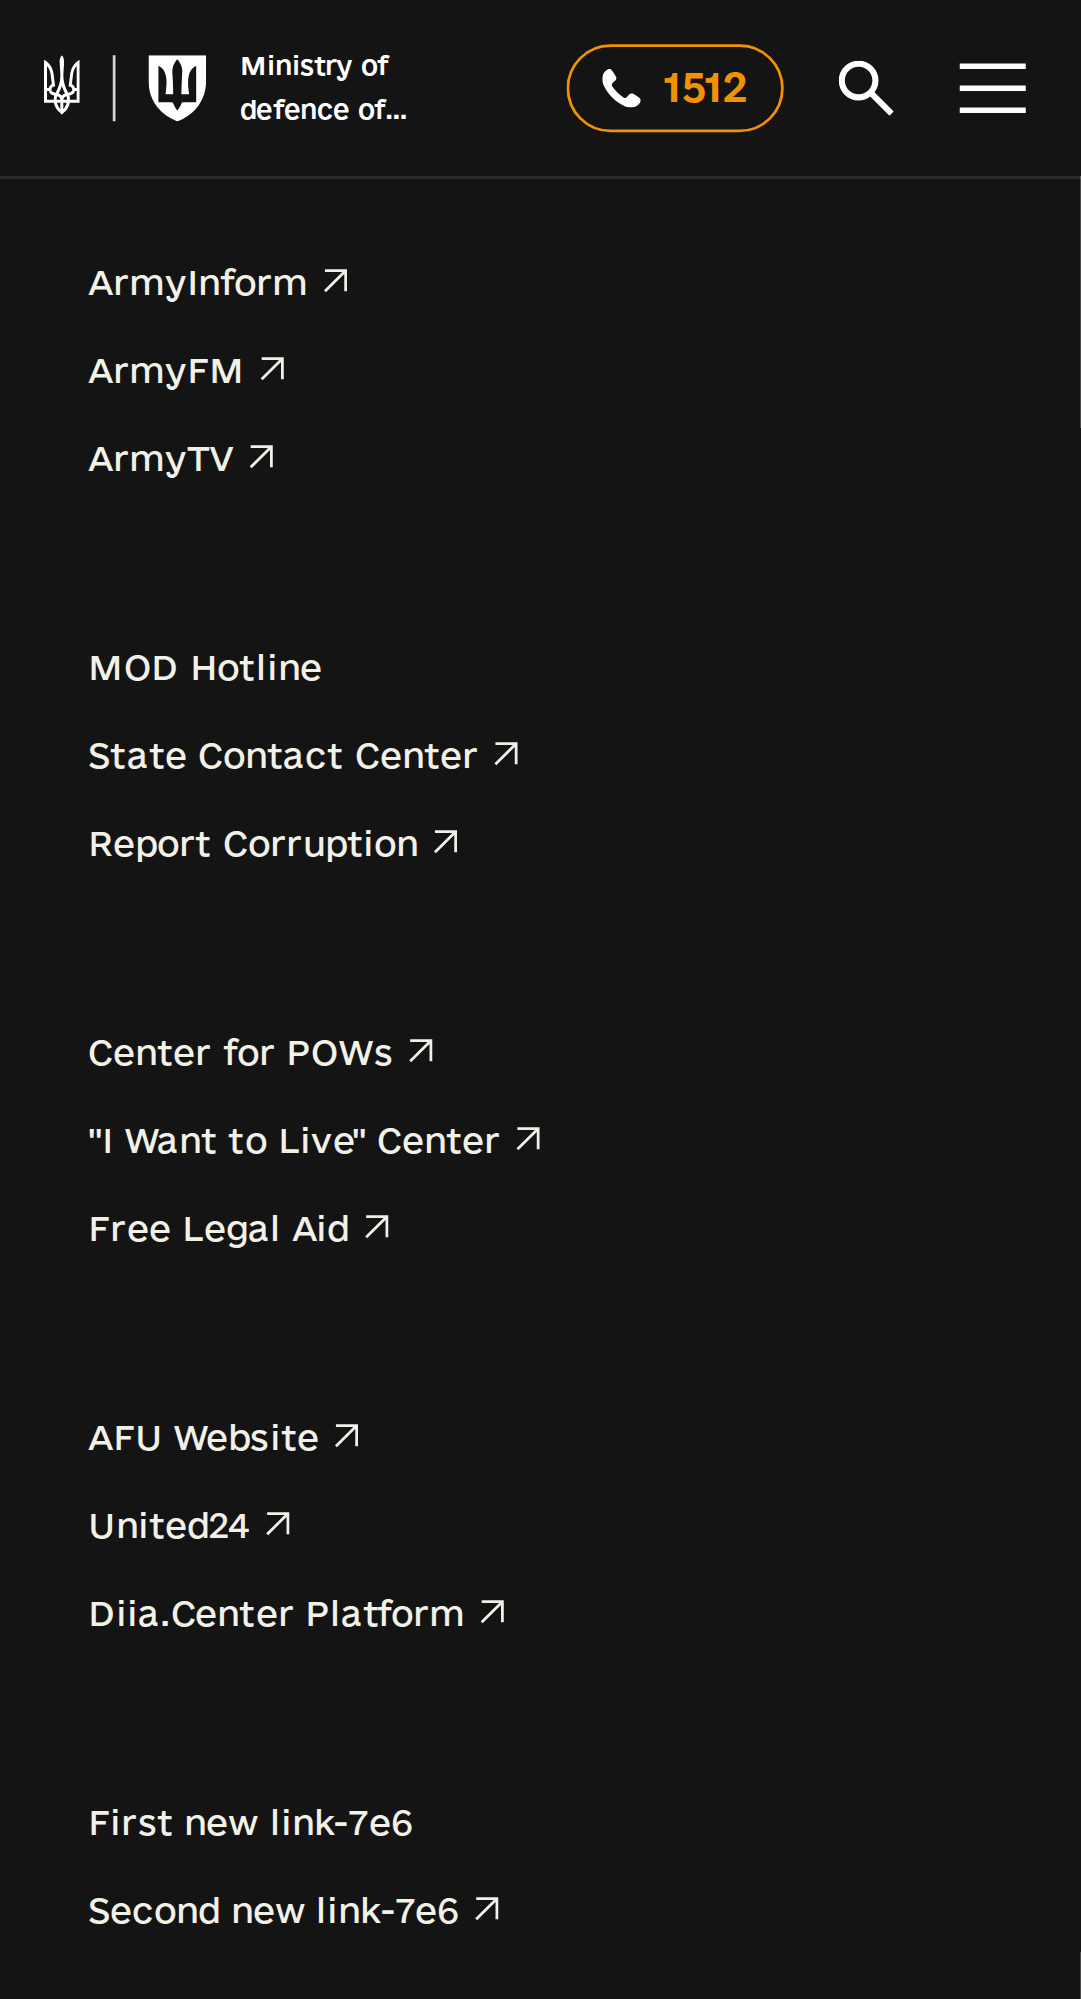 Ministry of
defence of...
1512
ArmyInform
ArmyFM
ArmyTV
MOD Hotline
State Contact Center
Report Corruption
Center for POWs
"I Want to Live" Center
Free Legal Aid
AFU Website
United24
Diia.Center Platform
First new link-7e6
Second new link-7e6